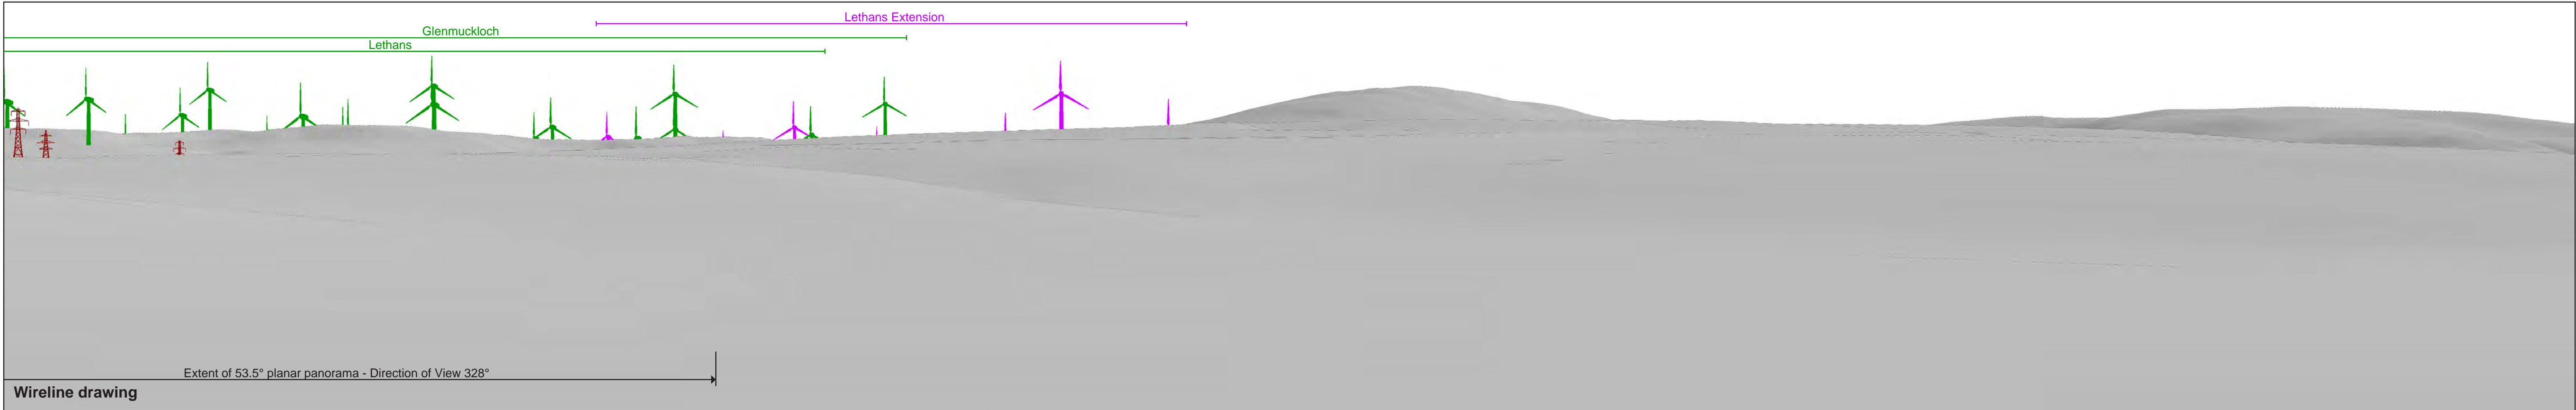 Lethans Extension
Glenmuckloch
Lethans
Extent of 53.5° planar panorama - Direction of View 328°
Wireline drawing